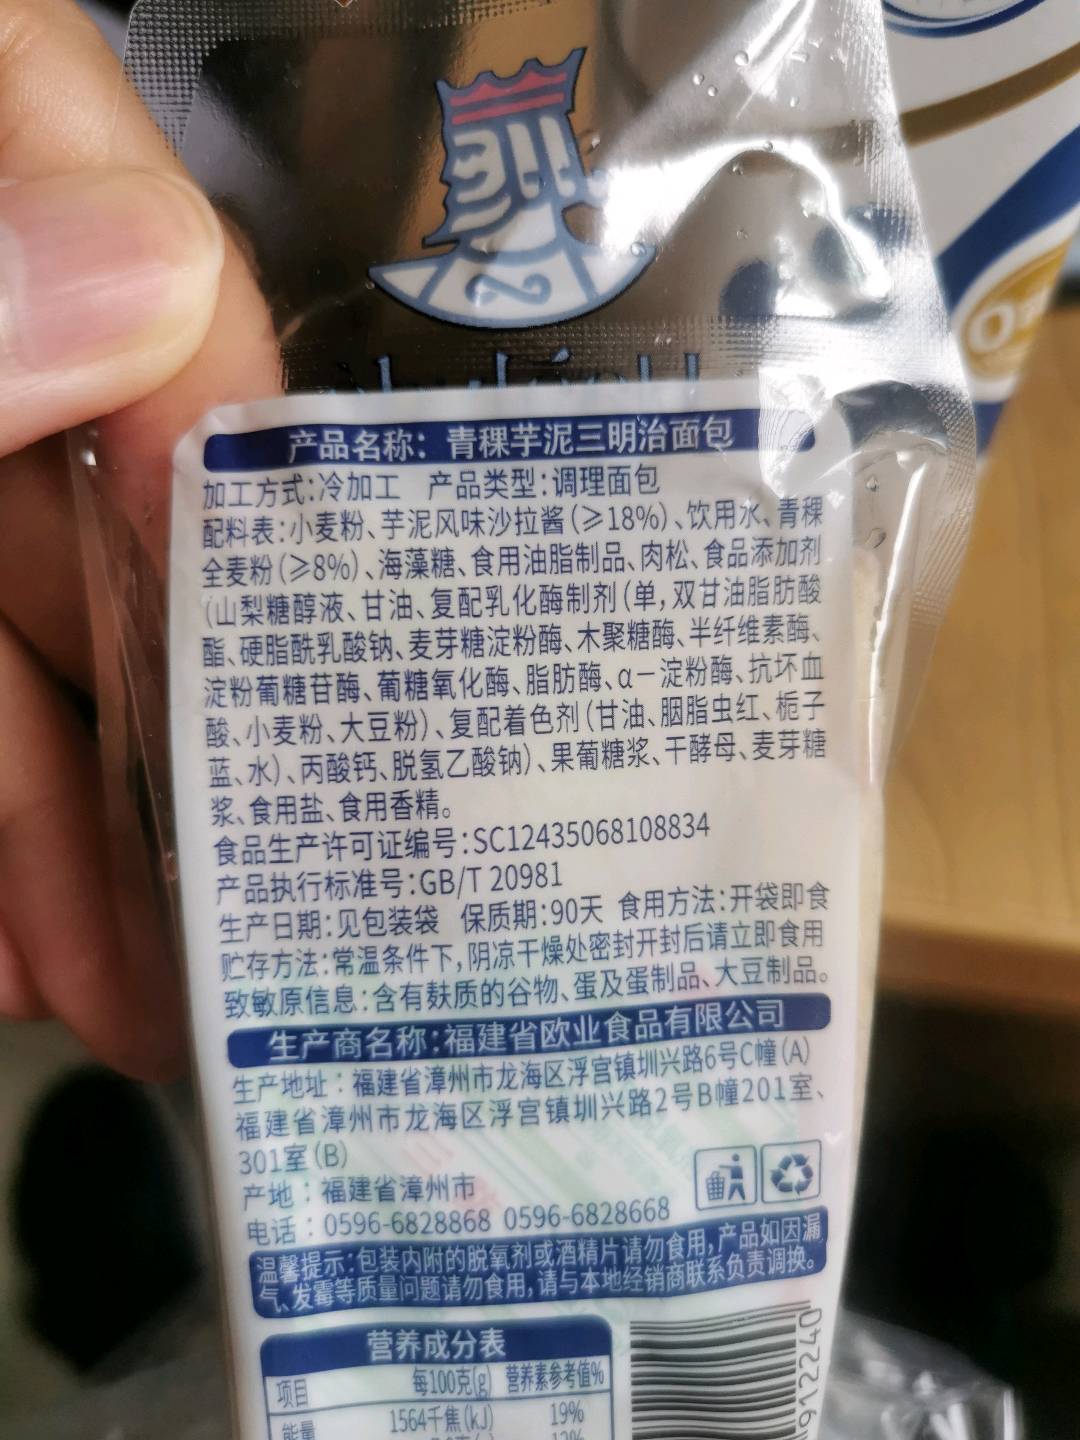 产品名称：青稞芋泥三明治面包
加工方式:冷加工 产品类型:调理面包
配料表:小麦粉、芋泥风味沙拉酱(≥18%)、饮用水、青稞
全麦粉(≥8%)、海藻糖、食用油脂制品、肉松、食品添加剂
(山梨糖醇液、甘油、复配乳化酶制剂(单,双甘油脂肪酸
酯、硬脂酰乳酸钠、麦芽糖淀粉酶、木聚糖酶、半纤维素酶、
淀粉葡糖苷酶、葡糖氧化酶、脂肪酶、α-淀粉酶、抗坏血
酸、小麦粉、大豆粉)、复配着色剂(甘油、胭脂虫红、栀子
蓝、水)、丙酸钙、脱氢乙酸钠)、果葡糖浆、干酵母、麦芽糖
浆、食用盐、食用香精。
食品生产许可证编号:SC12435068108834
产品执行标准号:GB/T 20981
生产日期:见包装袋 保质期:90天 食用方法:开袋即食
贮存方法:常温条件下,阴凉干燥处密封开封后请立即食用
致敏原信息:含有麸质的谷物、蛋及蛋制品、大豆制品。
生产商名称:福建省欧业食品有限公司
生产地址：福建省漳州市龙海区浮宫镇圳兴路6号C幢(A)
福建省漳州市龙海区浮宫镇圳兴路2号B幢201室、
301室(B)
产地：福建省漳州市
电话：0596-6828868 0596-6828668
温馨提示:包装内附的脱氧剂或酒精片请勿食用,产品如因漏
气、发霉等质量问题请勿食用,请与本地经销商联系负责调换。
营养成分表
项目 每100克(g) 营养素参考值%
能量 1564千焦(kJ) 19%
912240